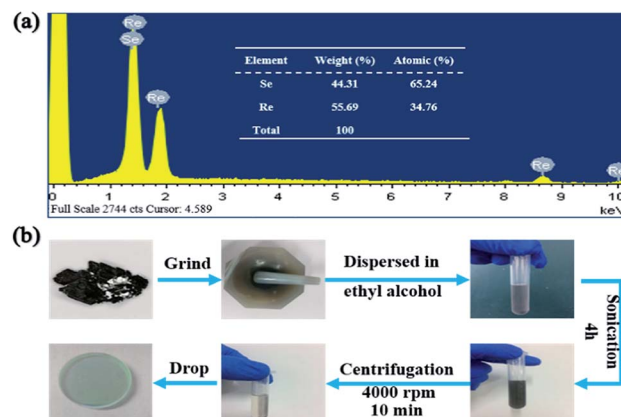 (a)
Re
Se
Re
Element Weight (%) Atomic (%)
Se 44.31 65.24
Re 55.69 34.76
Total 100
Re
Re
0 1 2 3 4 5 6 7 8 9 10
Full Scale 2744 cts Cursor: 4.589
keV
(b)
Grind
Dispersed in
ethyl alcohol
Sonication
4h
Centrifugation
4000 rpm
10 min
Drop